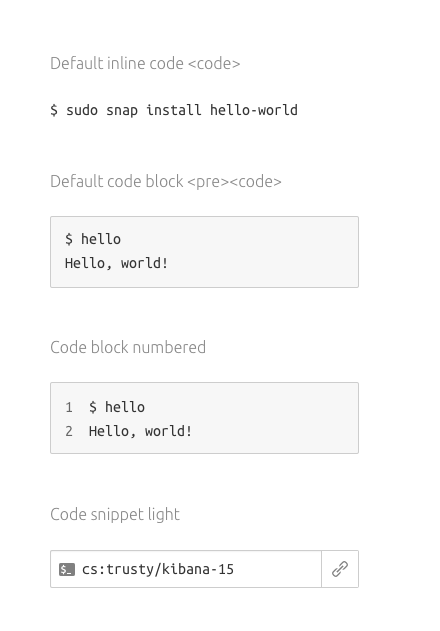 Default inline code <code>
$ sudo snap install hello-world
Default code block <pre><code>
$ hello
Hello, world!
Code block numbered
1 $ hello
2 Hello, world!
Code snippet light
$_ cs:trusty/kibana-15